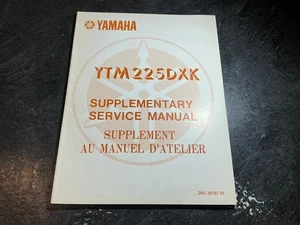 YAMAHA
YTM225DXK
SUPPLEMENTARY
SERVICE MANUAL
SUPPLEMENT
AU MANUEL D'ATELIER